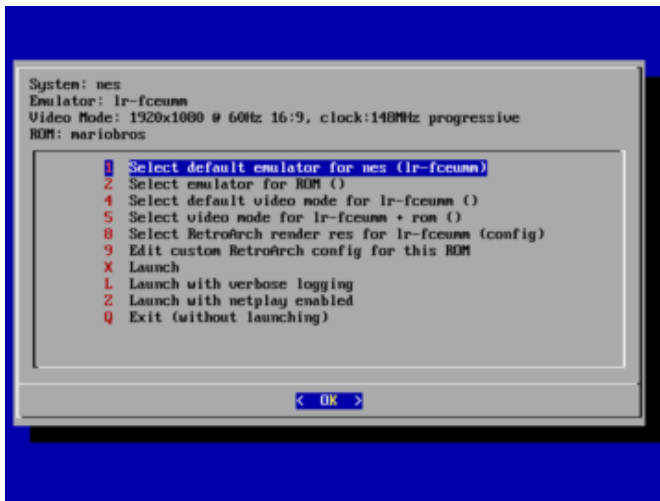 System: nes
Emulator: lr-fceumm
Video Mode: 1920x1080 @ 60Hz 16:9, clock:148MHz progressive
ROM: mariobros
1 Select default emulator for nes (lr-fceumm)
2 Select emulator for ROM ()
4 Select default video mode for lr-fceumm ()
5 Select video mode for lr-fceumm + rom ()
8 Select RetroArch render res for lr-fceumm (config)
9 Edit custom RetroArch config for this ROM
X Launch
L Launch with verbose logging
Z Launch with netplay enabled
Q Exit (without launching)
< OK >